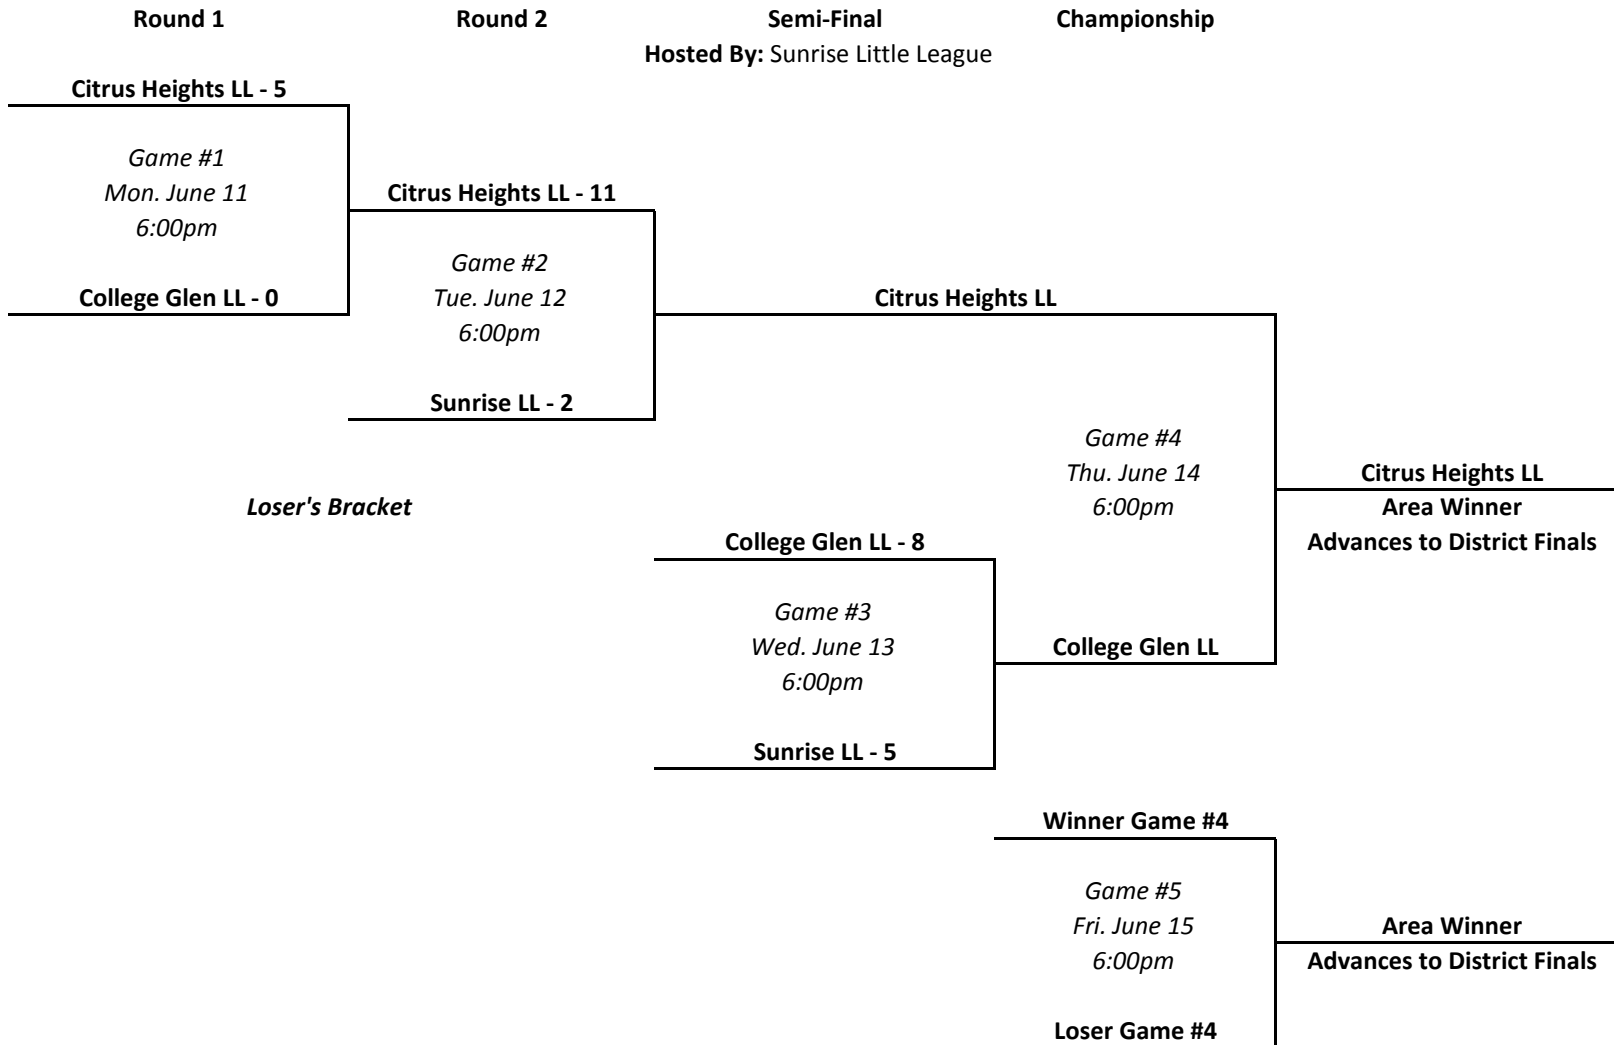 Round 1 Round 2 Semi-Final Championship
Hosted By: Sunrise Little League
Citrus Heights LL - 5
Game #1
Mon. June 11
6:00pm
College Glen LL - 0
Citrus Heights LL - 11
Game #2
Tue. June 12
6:00pm
Sunrise LL - 2
Citrus Heights LL
Game #4
Thu. June 14
6:00pm
Citrus Heights LL
Area Winner
Advances to District Finals
Loser's Bracket
College Glen LL - 8
Game #3
Wed. June 13
6:00pm
Sunrise LL - 5
College Glen LL
Winner Game #4
Game #5
Fri. June 15
6:00pm
Loser Game #4
Area Winner
Advances to District Finals